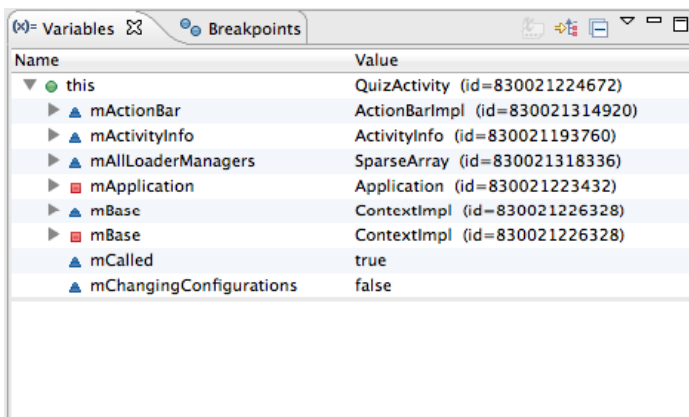 (x)= Variables Breakpoints
Name Value
this QuizActivity (id=830021224672)
mActionBar ActionBarImpl (id=830021314920)
mActivityInfo ActivityInfo (id=830021193760)
mAllLoaderManagers SparseArray (id=830021318336)
mApplication Application (id=830021223432)
mBase ContextImpl (id=830021226328)
mBase ContextImpl (id=830021226328)
mCalled true
mChangingConfigurations false